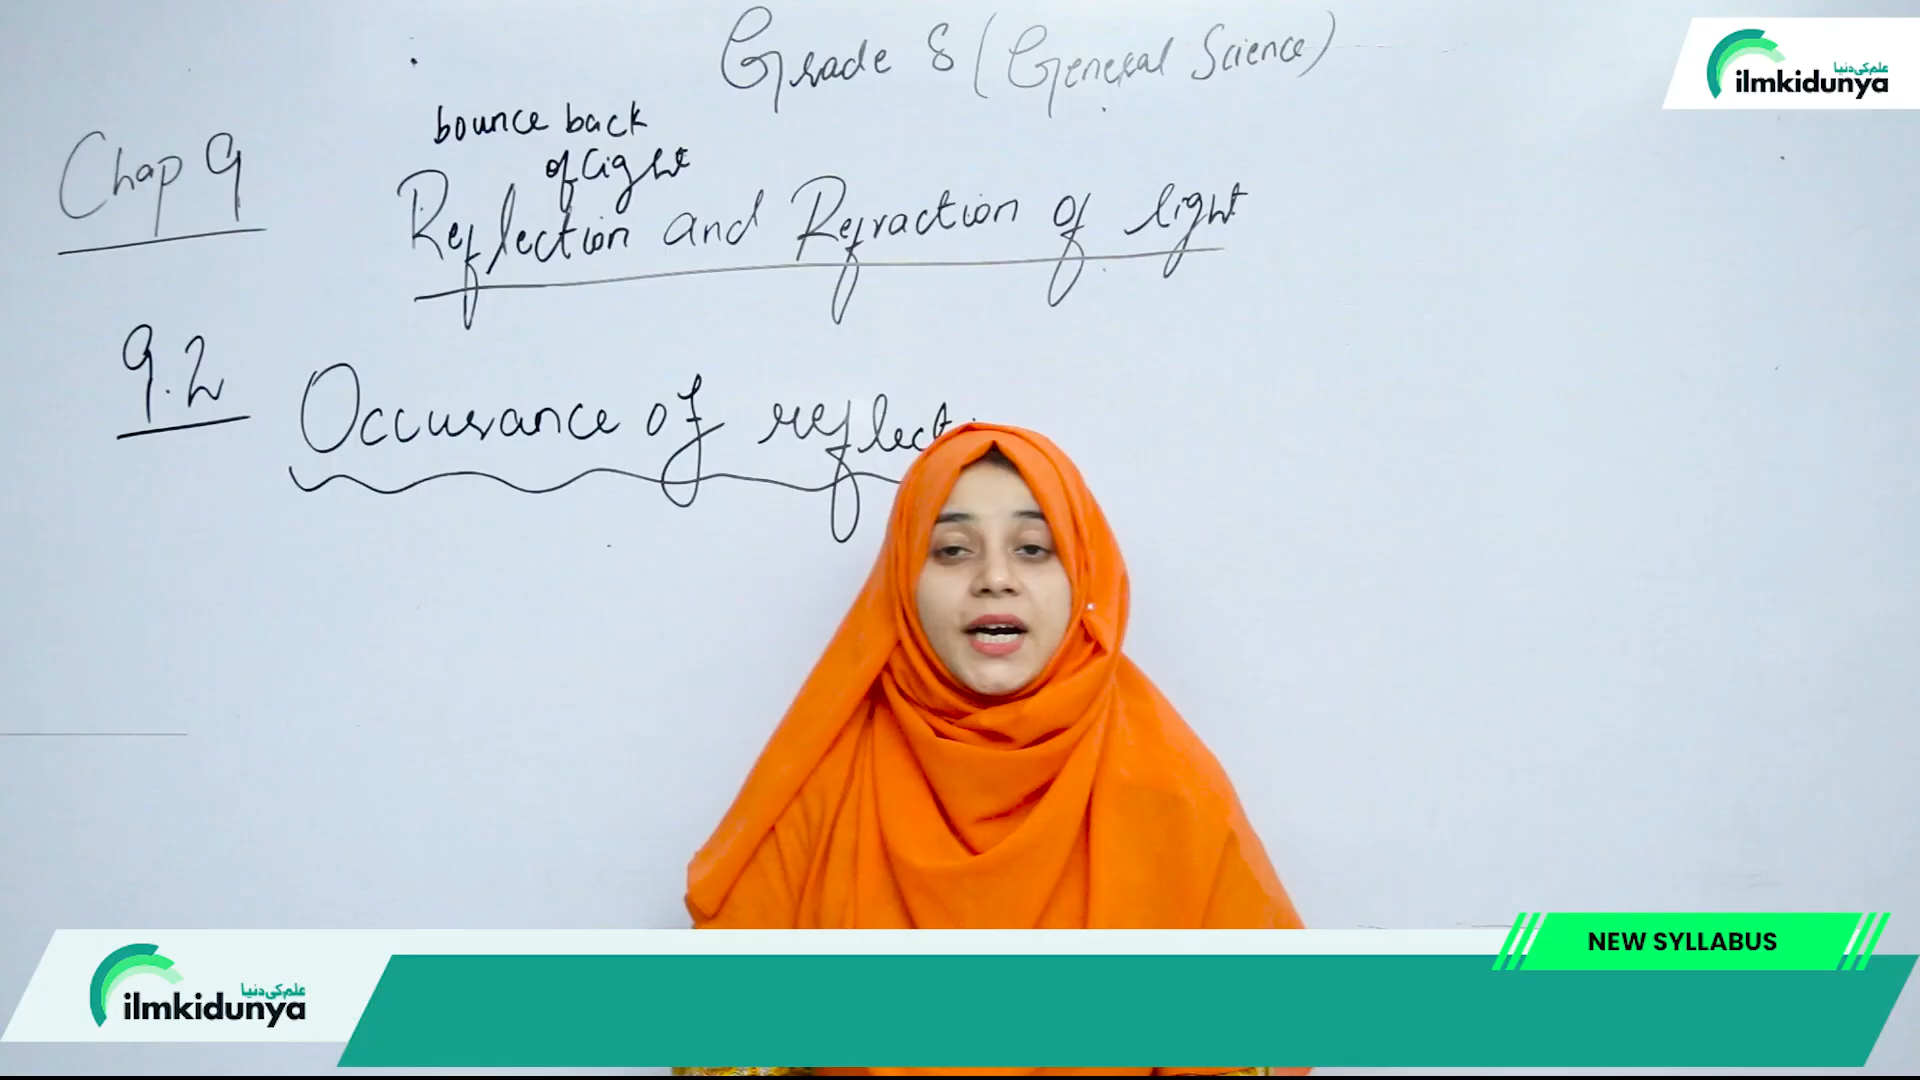 Grade 8 (General Science)
علم کی دنیا
ilmkidunya
bounce back
of light
Chap 9
Reflection and Refraction of light
9.2
Occurance of reflect
NEW SYLLABUS
علم کی دنیا
ilmkidunya